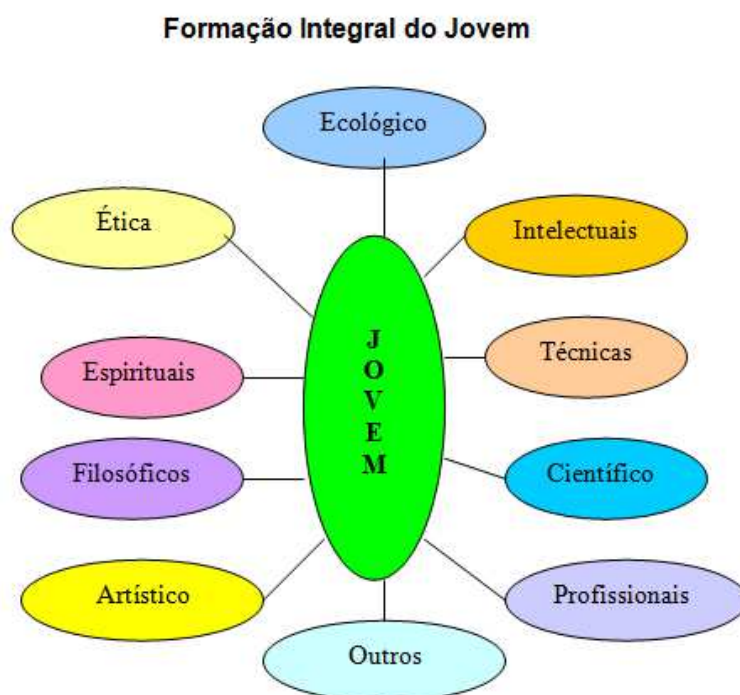 Formação Integral do Jovem
Ecológico
Ética
Intelectuais
J
O
V
E
M
Técnicas
Espirituais
Filosóficos
Científico
Artístico
Profissionais
Outros